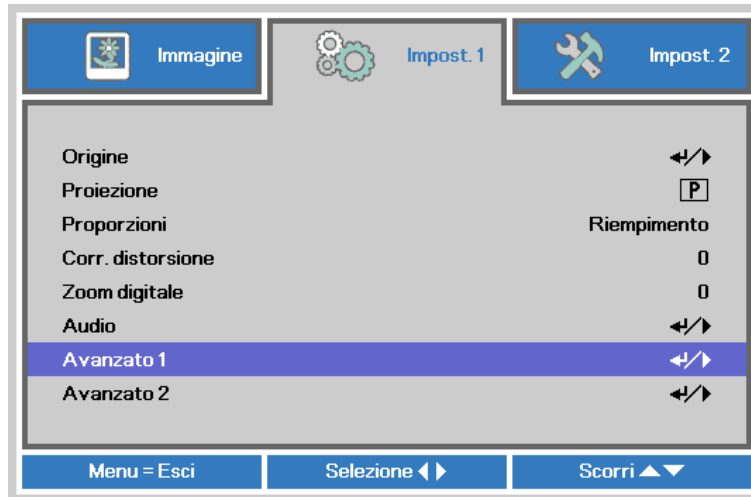 Immagine Impost. 1 Impost. 2
Origine
Proiezione P
Proporzioni Riempimento
Corr. distorsione 0
Zoom digitale 0
Audio
Avanzato 1
Avanzato 2
Menu = Esci Selezione Scorri